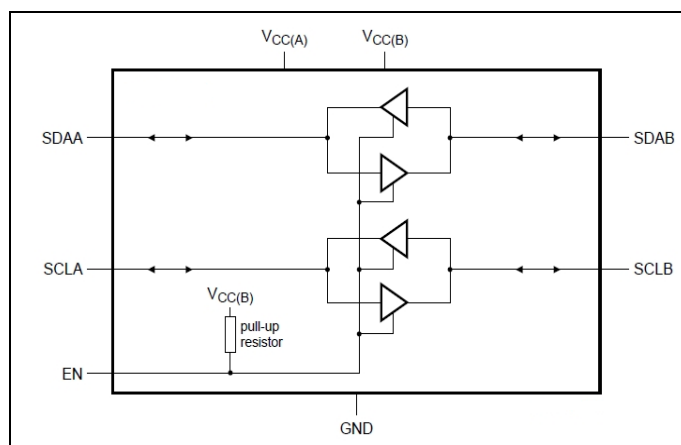 VCC(A) VCC(B)
SDAA SDAB
SCLA SCLB
VCC(B)
pull-up
resistor
EN
GND